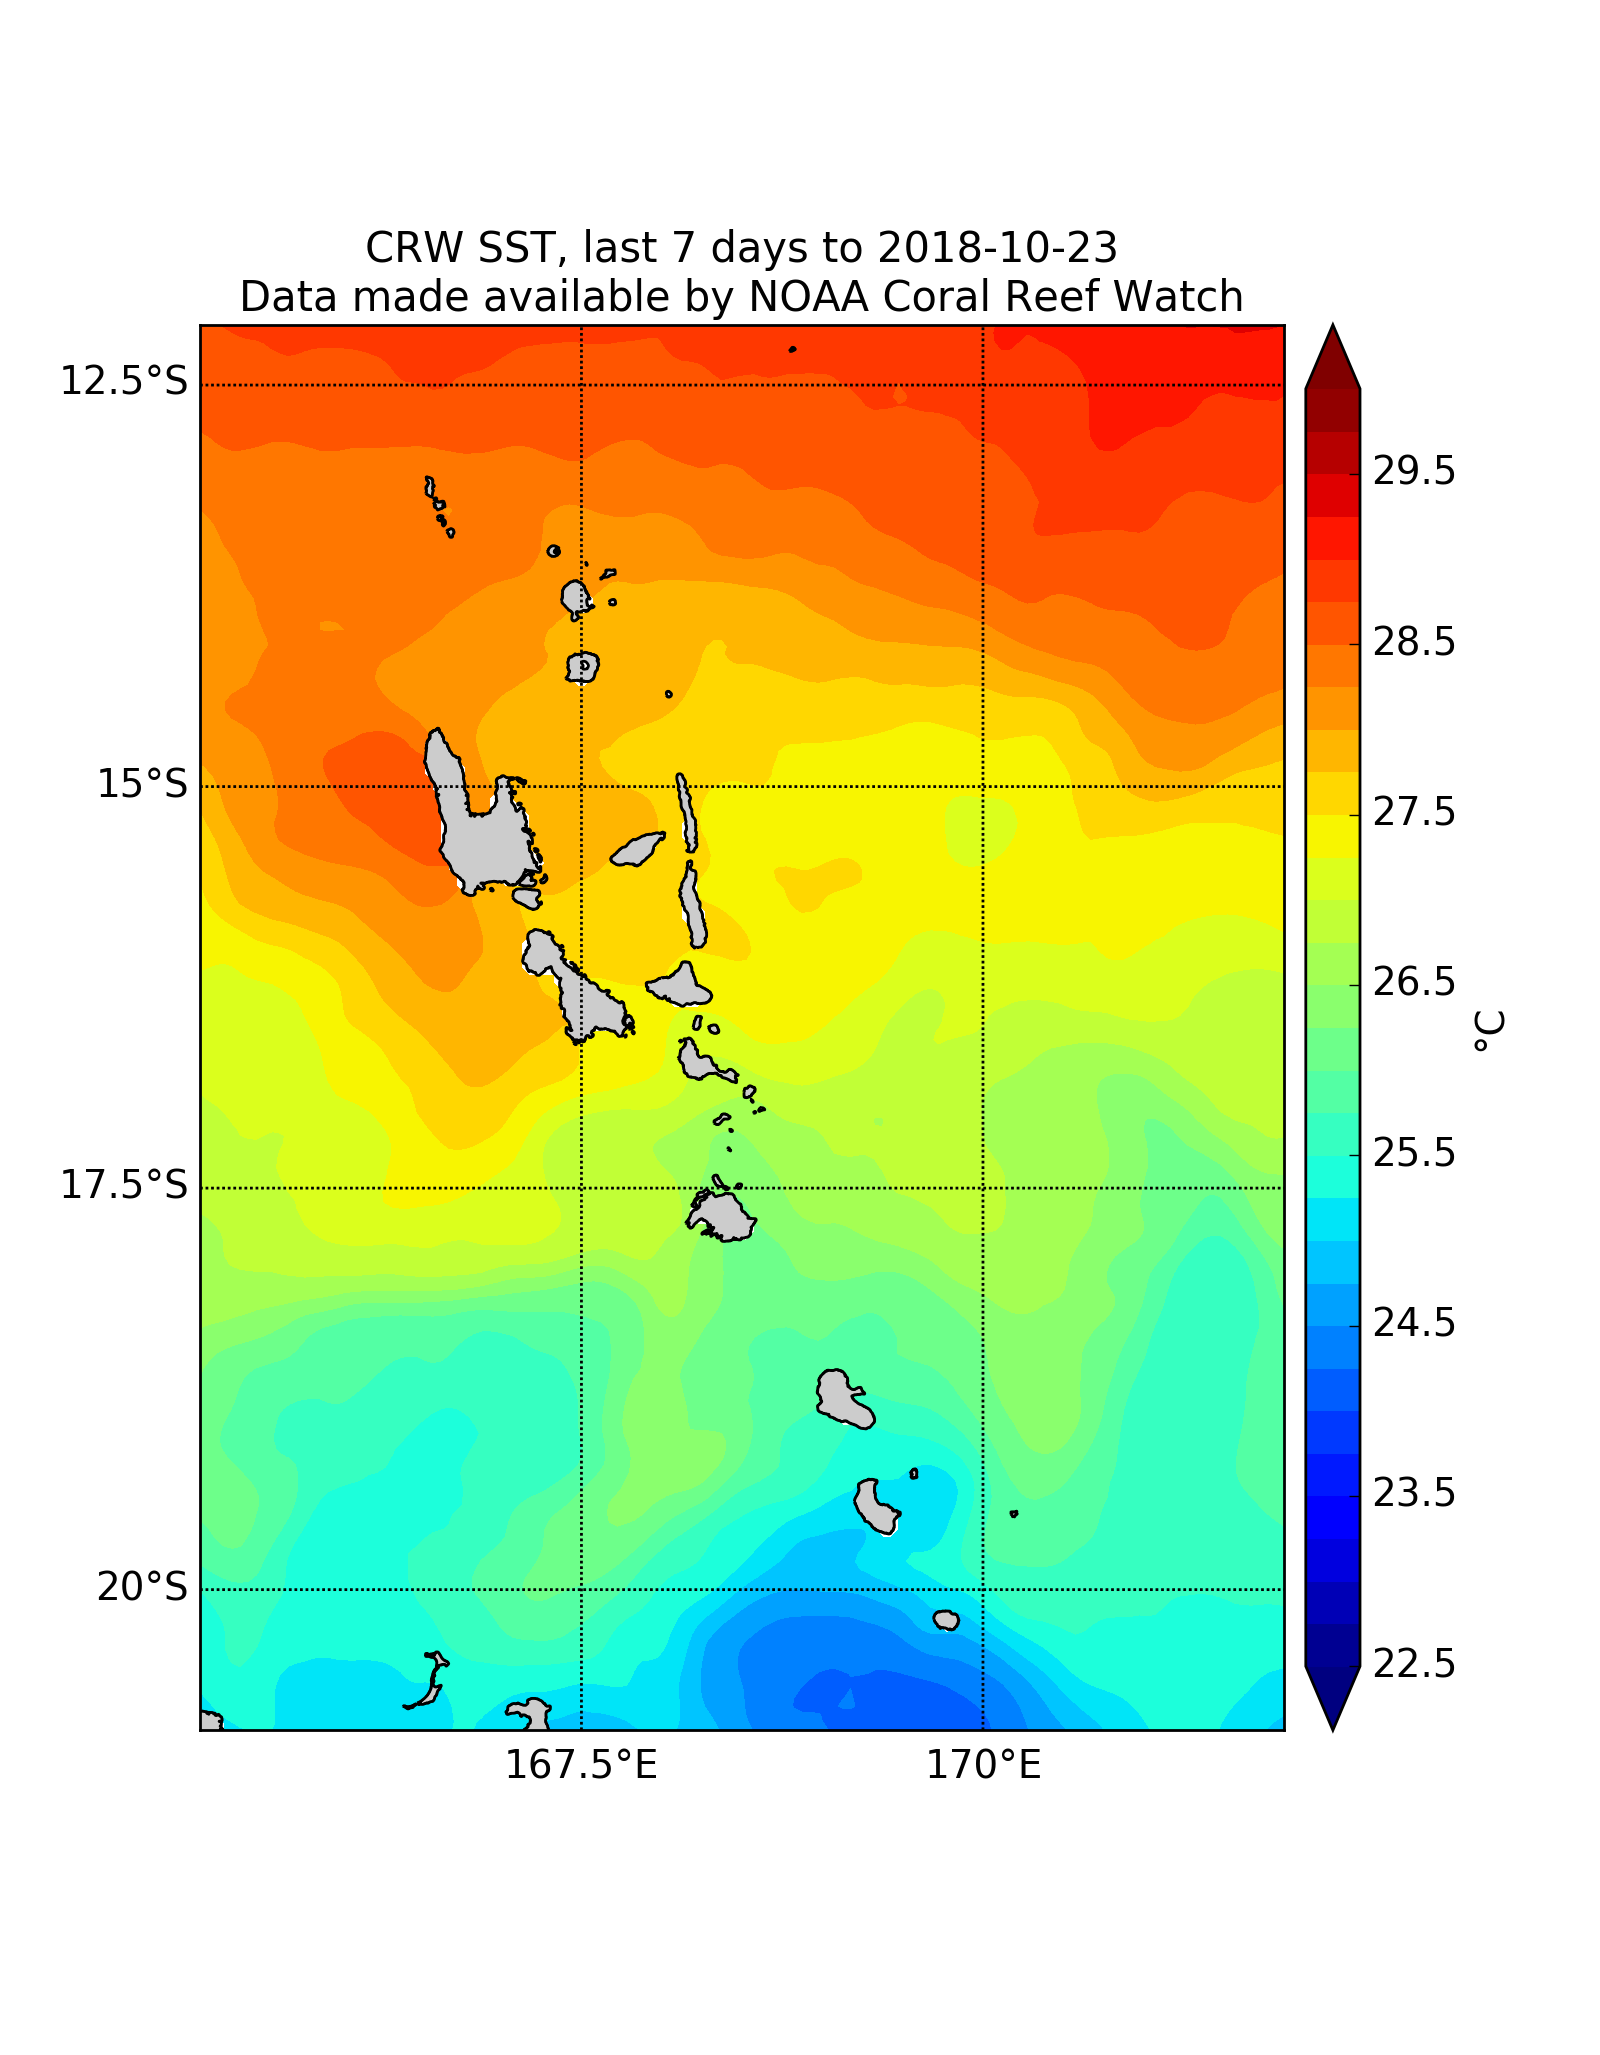 CRW SST, last 7 days to 2018-10-23
Data made available by NOAA Coral Reef Watch
12.5°S
15°S
17.5°S
20°S
167.5°E
170°E
29.5
28.5
27.5
26.5
25.5
24.5
23.5
22.5
°C